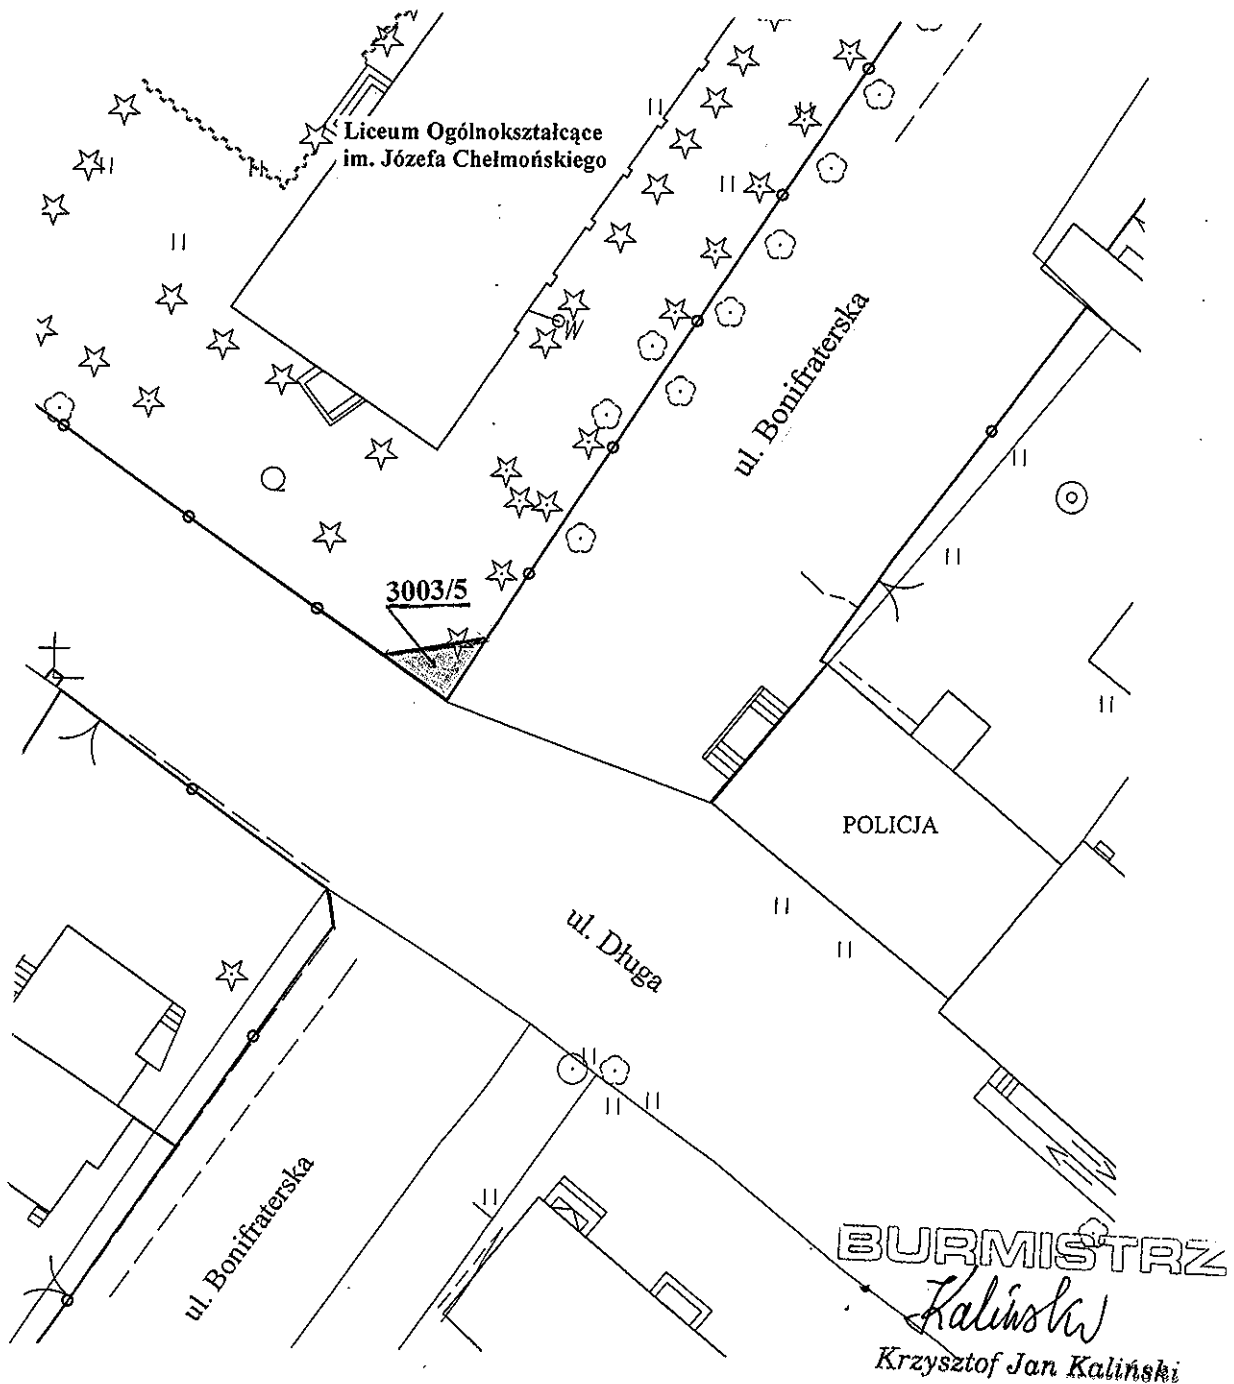 Liceum Ogólnokształcące
im. Józefa Chełmońskiego
W
ul. Bonifraterska
3003/5
POLICJA
ul. Długa
ul. Bonifraterska
BURMISTRZ
Kaliński
Krzysztof Jan Kaliński